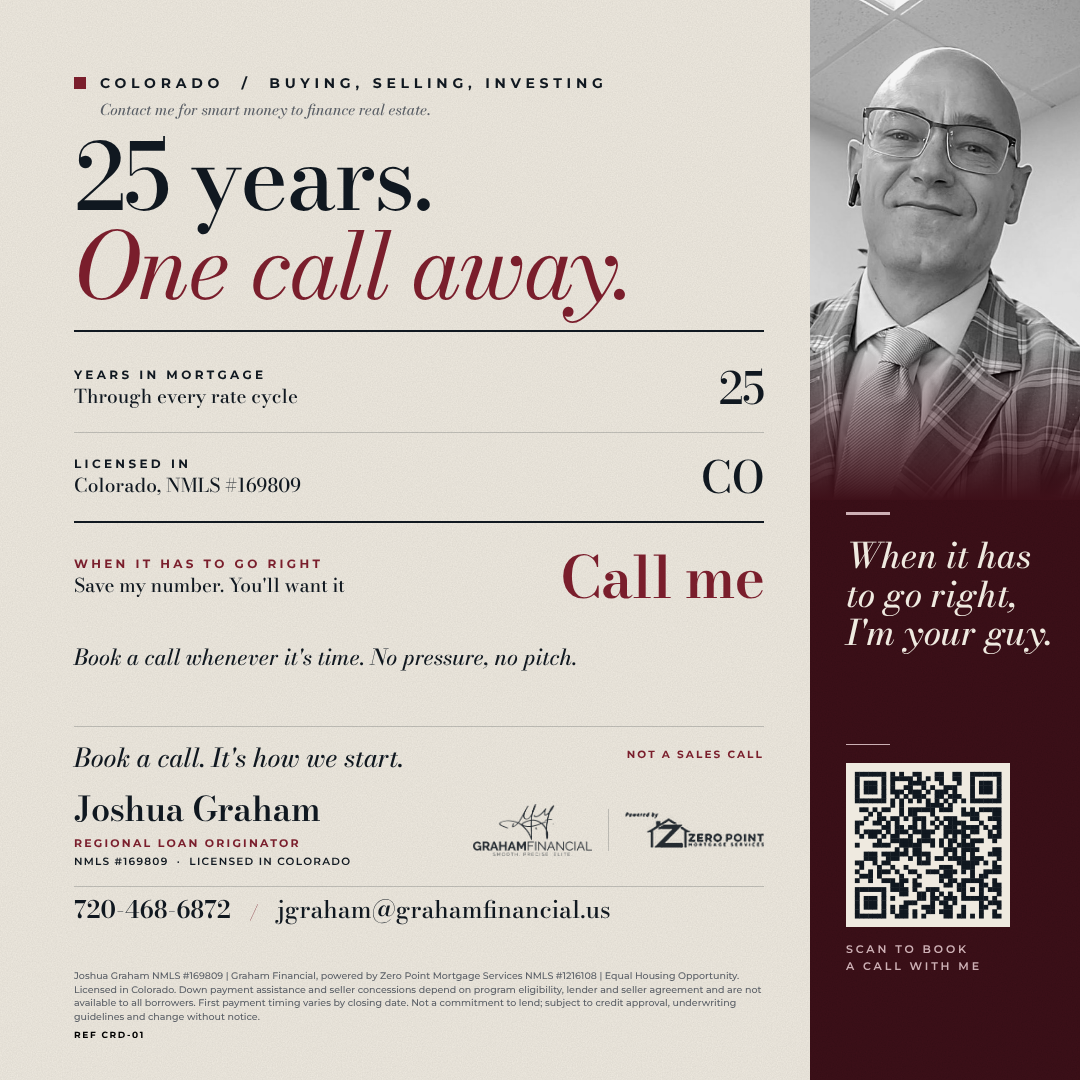 COLORADO / BUYING, SELLING, INVESTING
Contact me for smart money to finance real estate.
25 years.
One call away.
YEARS IN MORTGAGE
Through every rate cycle
25
LICENSED IN
Colorado, NMLS #169809
CO
WHEN IT HAS TO GO RIGHT
Save my number. You'll want it
Call me
Book a call whenever it's time. No pressure, no pitch.
Book a call. It's how we start.
NOT A SALES CALL
Joshua Graham
REGIONAL LOAN ORIGINATOR
NMLS #169809 · LICENSED IN COLORADO
GRAHAMFINANCIAL
SMOOTH. PRECISE. ELITE.
Powered by
ZERO POINT
MORTGAGE SERVICES
720-468-6872 / jgraham@grahamfinancial.us
Joshua Graham NMLS #169809 | Graham Financial, powered by Zero Point Mortgage Services NMLS #1216108 | Equal Housing Opportunity.
Licensed in Colorado. Down payment assistance and seller concessions depend on program eligibility, lender and seller agreement and are not
available to all borrowers. First payment timing varies by closing date. Not a commitment to lend; subject to credit approval, underwriting
guidelines and change without notice.
REF CRD-01
When it has
to go right,
I'm your guy.
SCAN TO BOOK
A CALL WITH ME